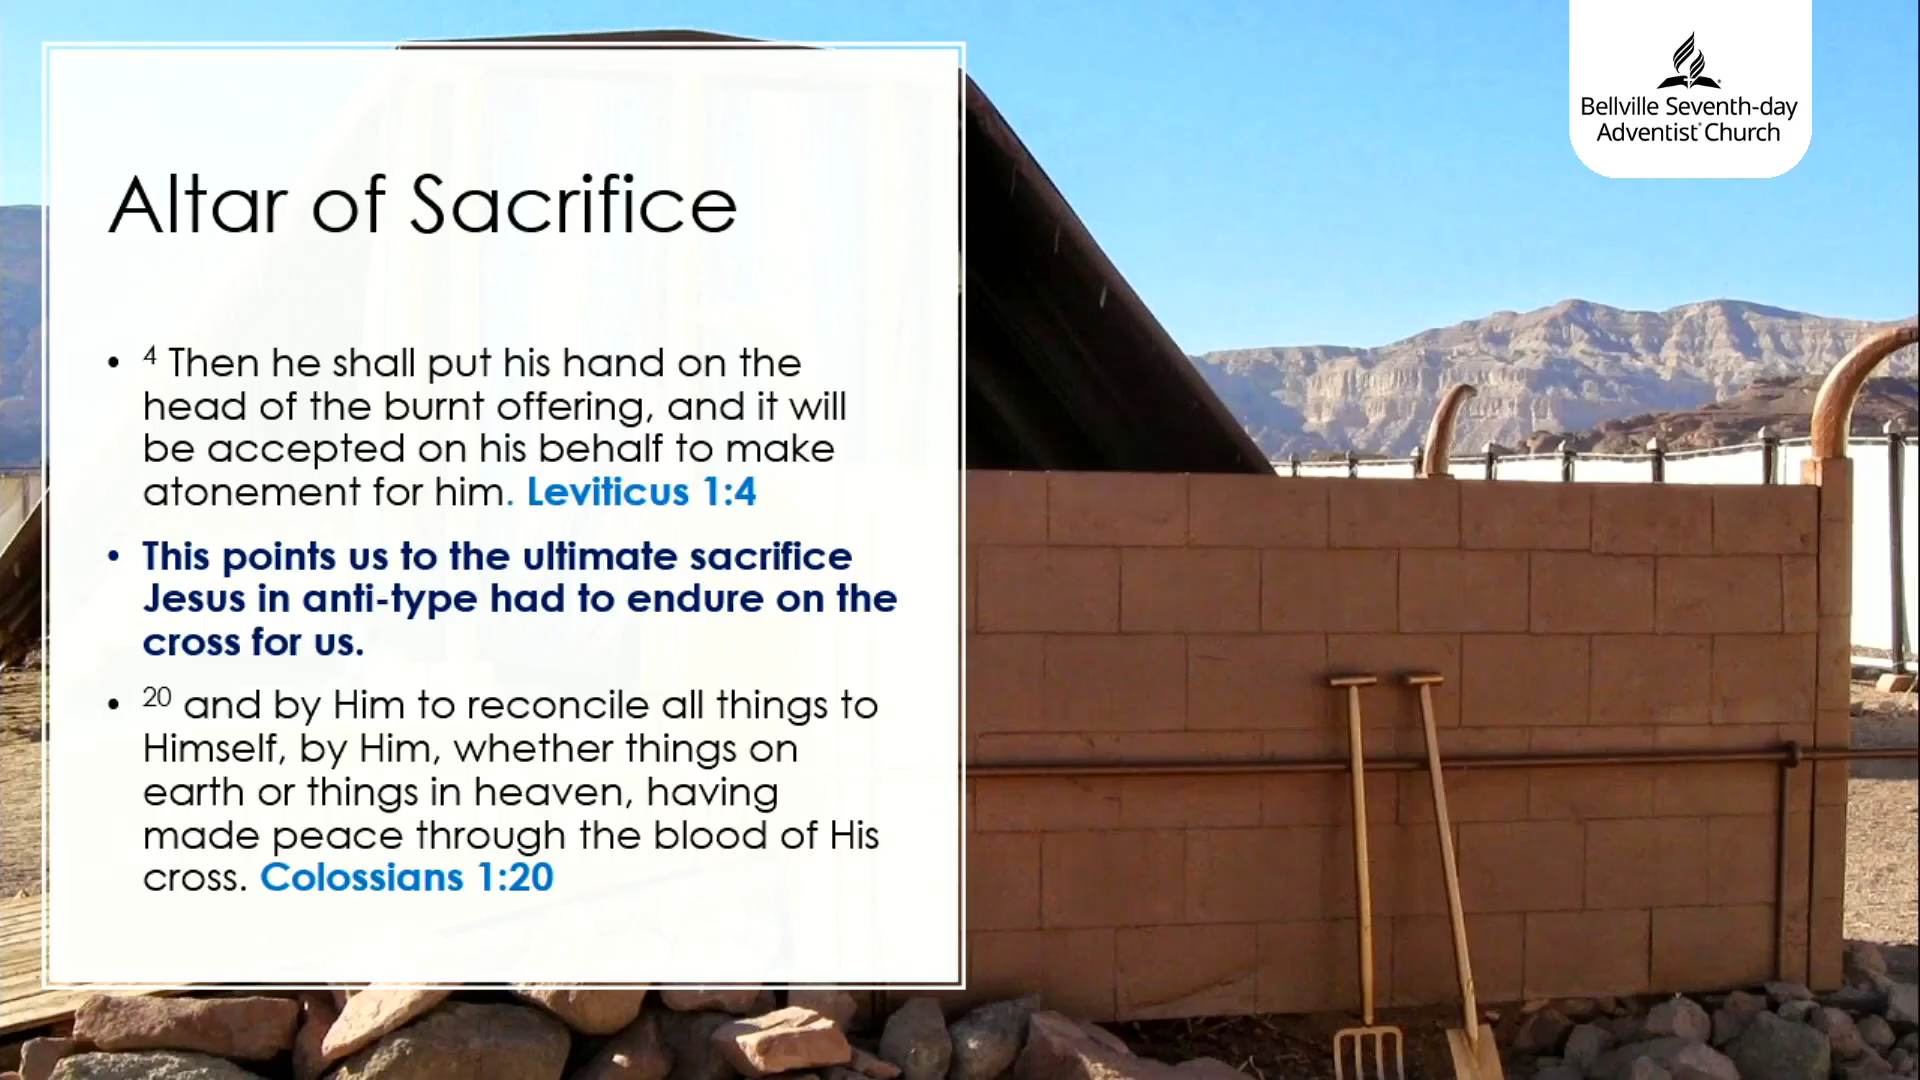 Bellville Seventh-day
Adventist® Church
Altar of Sacrifice
• 4 Then he shall put his hand on the
head of the burnt offering, and it will
be accepted on his behalf to make
atonement for him. Leviticus 1:4
• This points us to the ultimate sacrifice
Jesus in anti-type had to endure on the
cross for us.
• 20 and by Him to reconcile all things to
Himself, by Him, whether things on
earth or things in heaven, having
made peace through the blood of His
cross. Colossians 1:20